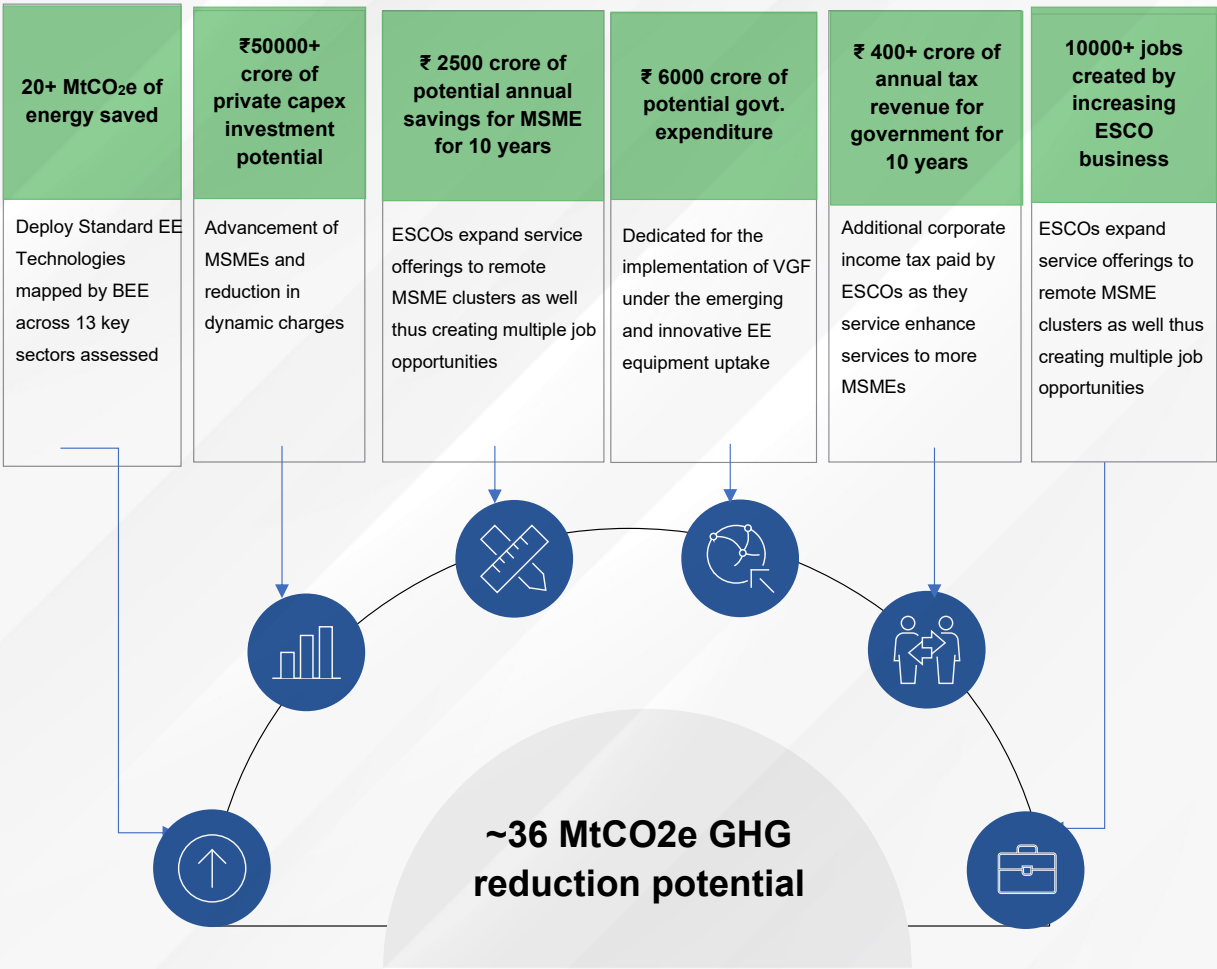 20+ MtCO₂e of
energy saved
Deploy Standard EE
Technologies
mapped by BEE
across 13 key
sectors assessed
₹50000+
crore of
private capex
investment
potential
Advancement of
MSMEs and
reduction in
dynamic charges
₹ 2500 crore of
potential annual
savings for MSME
for 10 years
ESCOs expand service
offerings to remote
MSME clusters as well
thus creating multiple job
opportunities
₹ 6000 crore of
potential govt.
expenditure
Dedicated for the
implementation of VGF
under the emerging
and innovative EE
equipment uptake
₹ 400+ crore of
annual tax
revenue for
government for
10 years
Additional corporate
income tax paid by
ESCOs as they
service enhance
services to more
MSMEs
10000+ jobs
created by
increasing
ESCO
business
ESCOs expand
service offerings to
remote MSME
clusters as well thus
creating multiple job
opportunities
~36 MtCO2e GHG
reduction potential